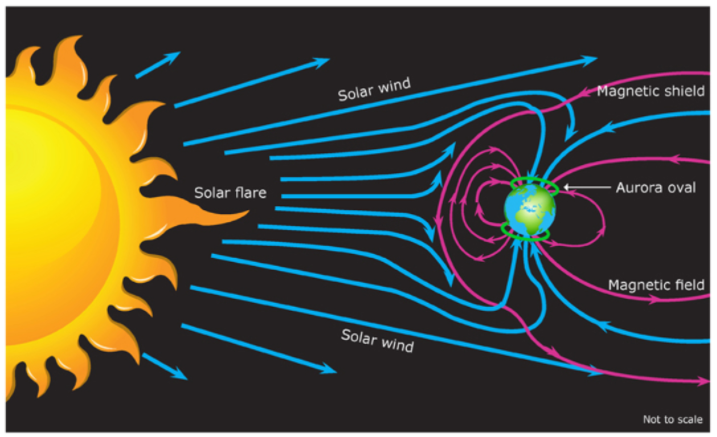 Solar wind
Magnetic shield
Solar flare
Aurora oval
Magnetic field
Solar wind
Not to scale